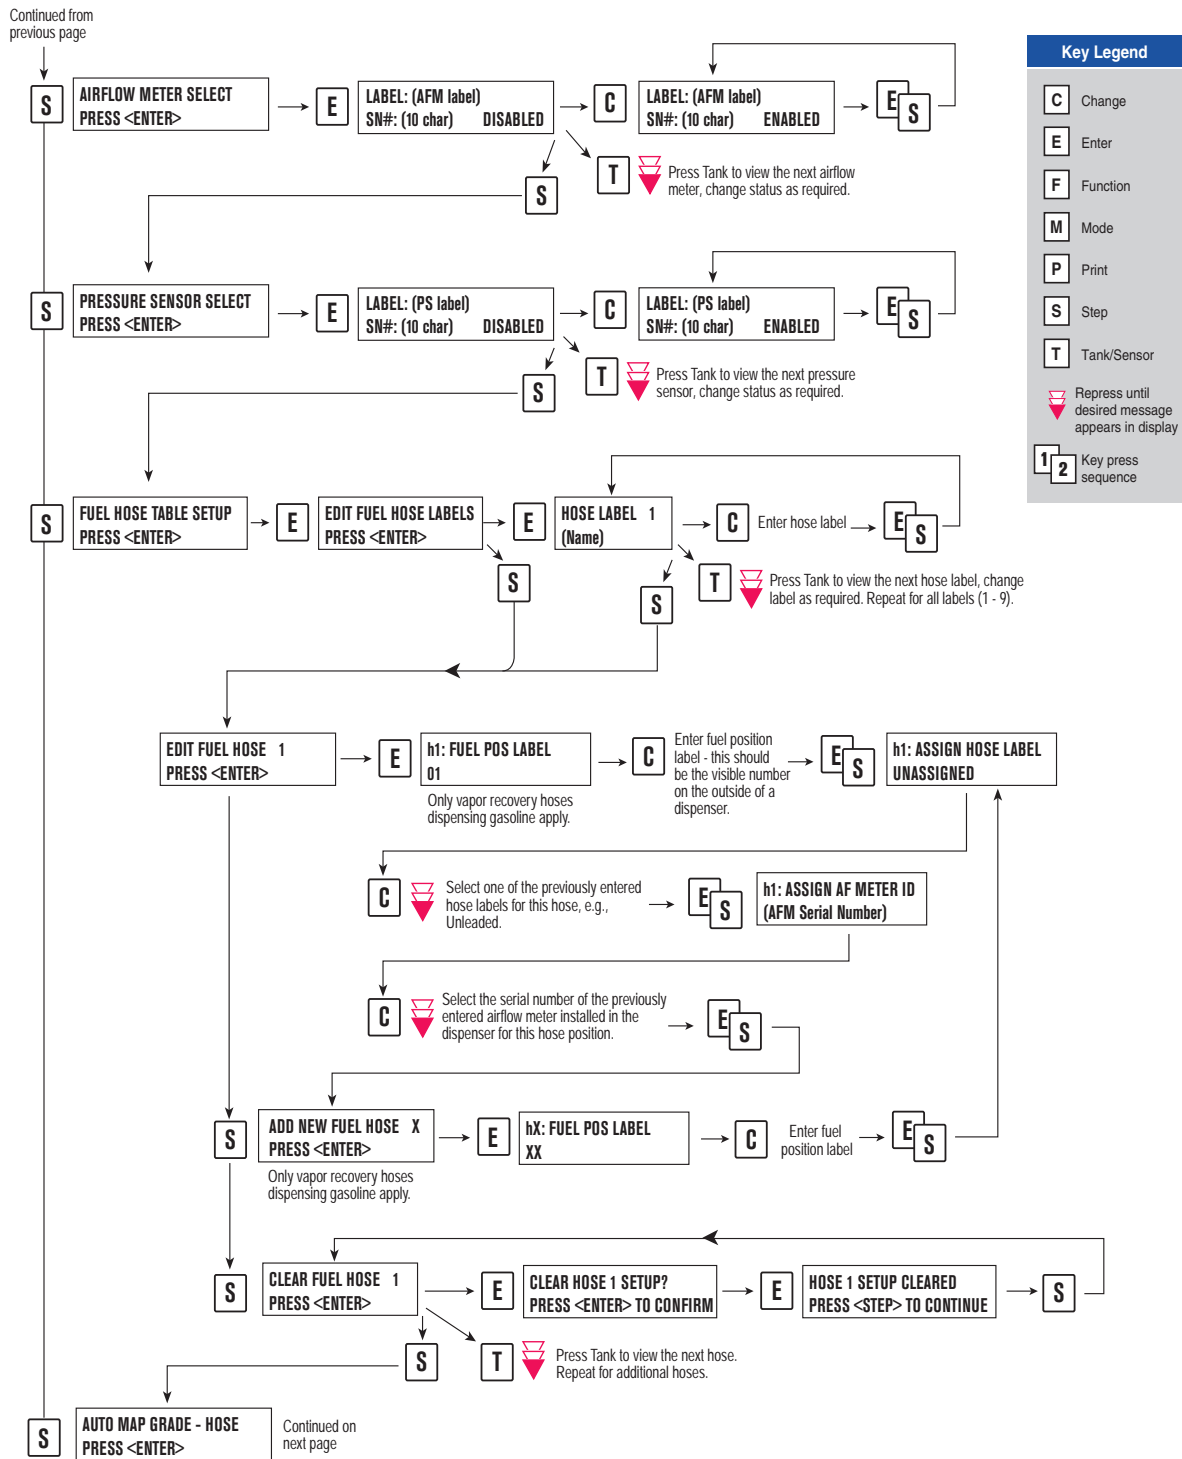 Continued from
previous page
Key Legend
C Change
E Enter
F Function
M Mode
P Print
S Step
T Tank/Sensor
Repress until
desired message
appears in display
1 2 Key press
sequence
S
AIRFLOW METER SELECT
PRESS <ENTER>
E
LABEL: (AFM label)
SN#: (10 char) DISABLED
C
LABEL: (AFM label)
SN#: (10 char) ENABLED
E S
S
T
Press Tank to view the next airflow
meter, change status as required.
S
PRESSURE SENSOR SELECT
PRESS <ENTER>
E
LABEL: (PS label)
SN#: (10 char) DISABLED
C
LABEL: (PS label)
SN#: (10 char) ENABLED
E S
S
T
Press Tank to view the next pressure
sensor, change status as required.
S
FUEL HOSE TABLE SETUP
PRESS <ENTER>
E
EDIT FUEL HOSE LABELS
PRESS <ENTER>
E
HOSE LABEL 1
(Name)
C
Enter hose label
E S
S
S
T
Press Tank to view the next hose label, change
label as required. Repeat for all labels (1 - 9).
EDIT FUEL HOSE 1
PRESS <ENTER>
E
h1: FUEL POS LABEL
01
Only vapor recovery hoses
dispensing gasoline apply.
C
Enter fuel position
label - this should
be the visible number
on the outside of a
dispenser.
E S
h1: ASSIGN HOSE LABEL
UNASSIGNED
C
Select one of the previously entered
hose labels for this hose, e.g.,
Unleaded.
E S
h1: ASSIGN AF METER ID
(AFM Serial Number)
C
Select the serial number of the previously
entered airflow meter installed in the
dispenser for this hose position.
E S
S
ADD NEW FUEL HOSE X
PRESS <ENTER>
Only vapor recovery hoses
dispensing gasoline apply.
E
hX: FUEL POS LABEL
XX
C
Enter fuel
position label
E S
S
CLEAR FUEL HOSE 1
PRESS <ENTER>
E
CLEAR HOSE 1 SETUP?
PRESS <ENTER> TO CONFIRM
E
HOSE 1 SETUP CLEARED
PRESS <STEP> TO CONTINUE
S
S
T
Press Tank to view the next hose.
Repeat for additional hoses.
S
AUTO MAP GRADE - HOSE
PRESS <ENTER>
Continued on
next page